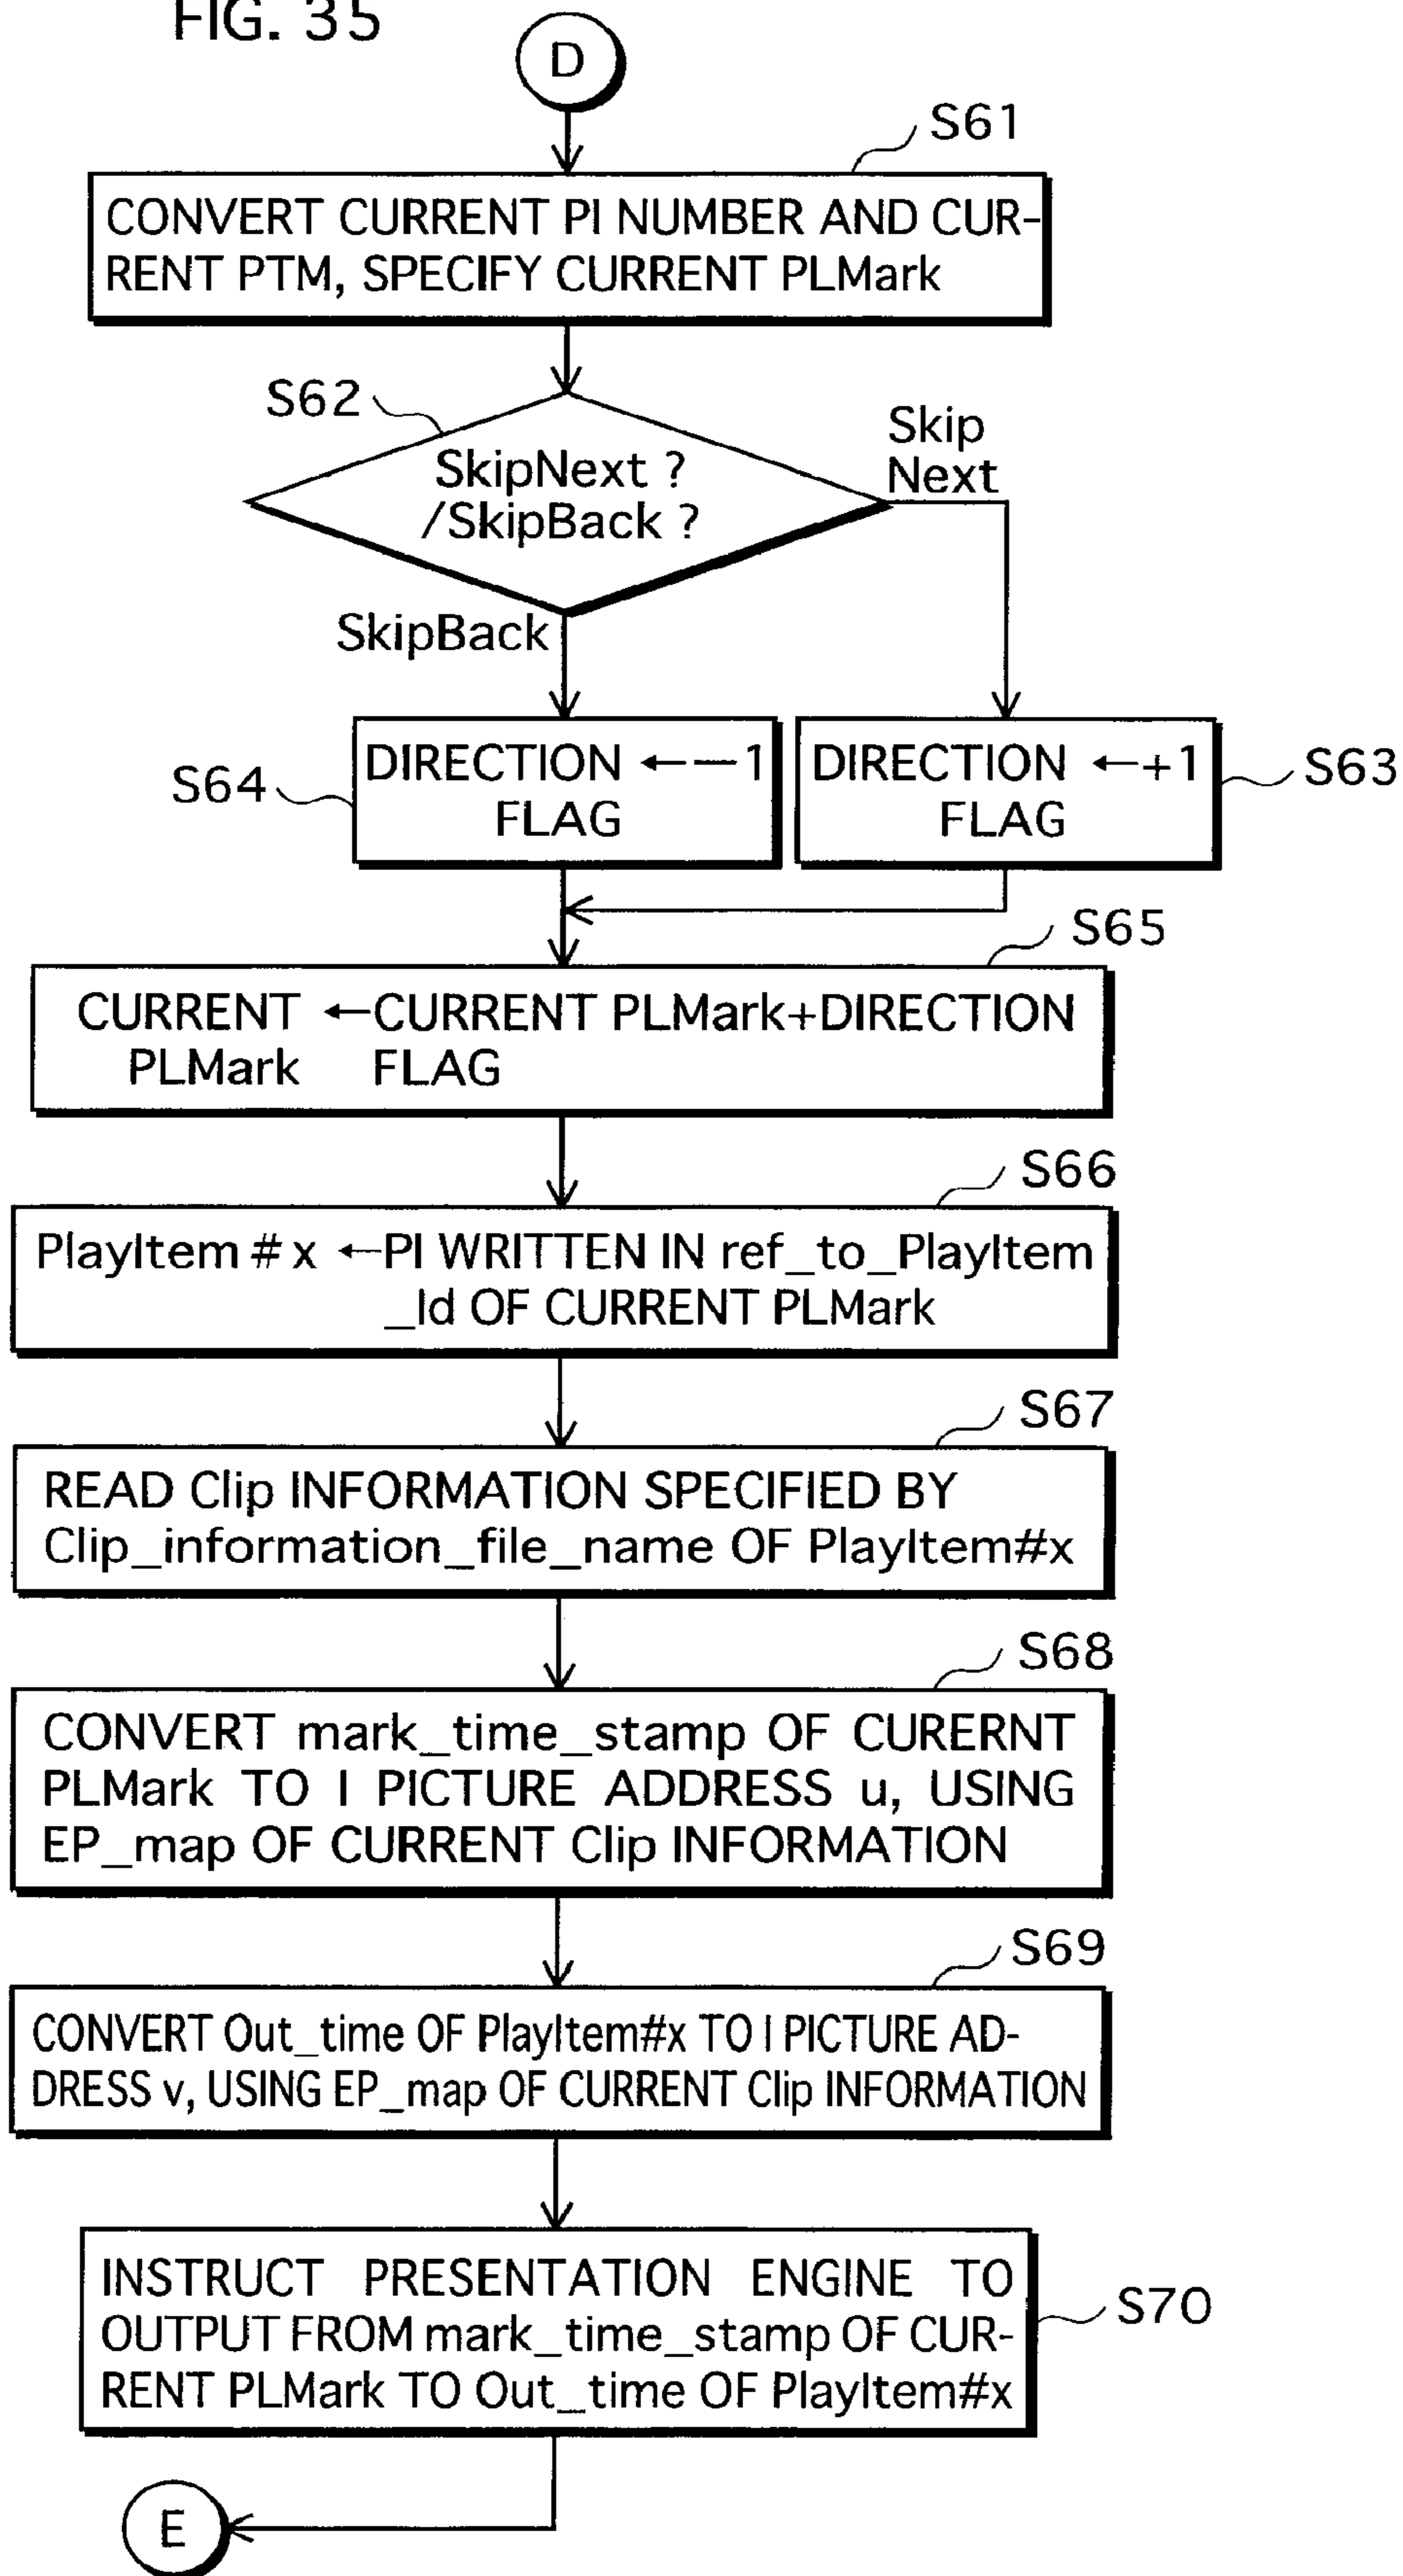 FIG. 35
D
S61
CONVERT CURRENT PI NUMBER AND CUR-
RENT PTM, SPECIFY CURRENT PLMark
S62
SkipNext ?
/SkipBack ?
Skip
Next
SkipBack
S64
DIRECTION ←−1
FLAG
DIRECTION ←+1
FLAG
S63
S65
CURRENT ←CURRENT PLMark+DIRECTION
PLMark FLAG
S66
PlayItem # x ←PI WRITTEN IN ref_to_PlayItem
_Id OF CURRENT PLMark
S67
READ Clip INFORMATION SPECIFIED BY
Clip_information_file_name OF PlayItem#x
S68
CONVERT mark_time_stamp OF CURERNT
PLMark TO I PICTURE ADDRESS u, USING
EP_map OF CURRENT Clip INFORMATION
S69
CONVERT Out_time OF PlayItem#x TO I PICTURE AD-
DRESS v, USING EP_map OF CURRENT Clip INFORMATION
INSTRUCT PRESENTATION ENGINE TO
OUTPUT FROM mark_time_stamp OF CUR-
RENT PLMark TO Out_time OF PlayItem#x
S70
E